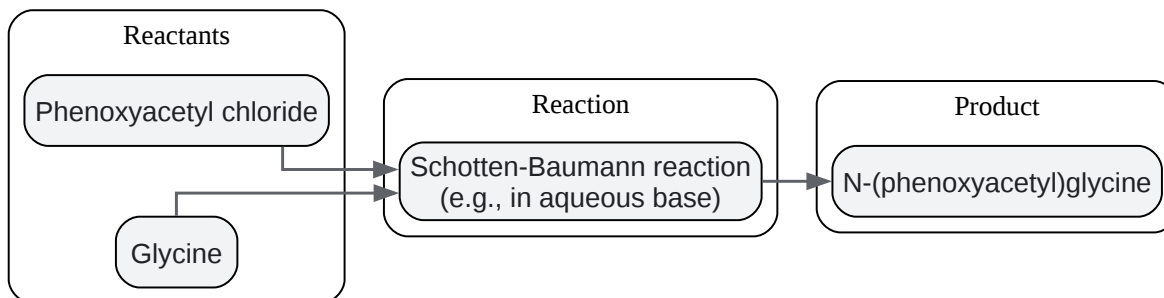 Reactants
Phenoxyacetyl chloride
Glycine
Reaction
Schotten-Baumann reaction
(e.g., in aqueous base)
Product
N-(phenoxyacetyl)glycine